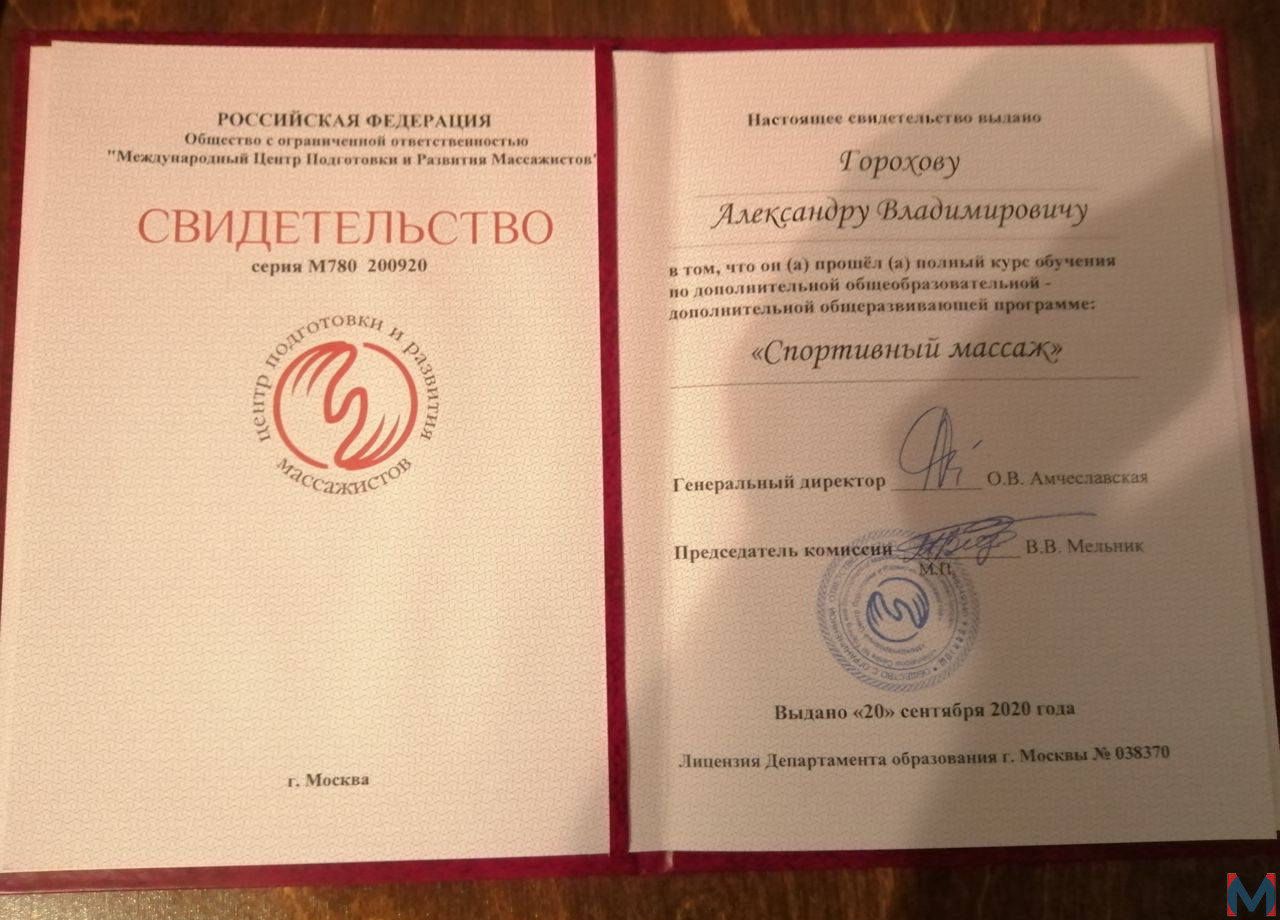 РОССИЙСКАЯ ФЕДЕРАЦИЯ
Общество с ограниченной ответственностью
"Международный Центр Подготовки и Развития Массажистов"
СВИДЕТЕЛЬСТВО
серия М780 200920
центр подготовки и развития
массажистов
г. Москва
Настоящее свидетельство выдано
Горохову
Александру Владимировичу
в том, что он (а) прошёл (а) полный курс обучения
по дополнительной общеобразовательной -
дополнительной общеразвивающей программе:
«Спортивный массаж»
Генеральный директор О.В. Амчеславская
Председатель комиссии В.В. Мельник
М.П.
ОБЩЕСТВО С ОГРАНИЧЕННОЙ
Выдано «20» сентября 2020 года
Лицензия Департамента образования г. Москвы № 038370
М